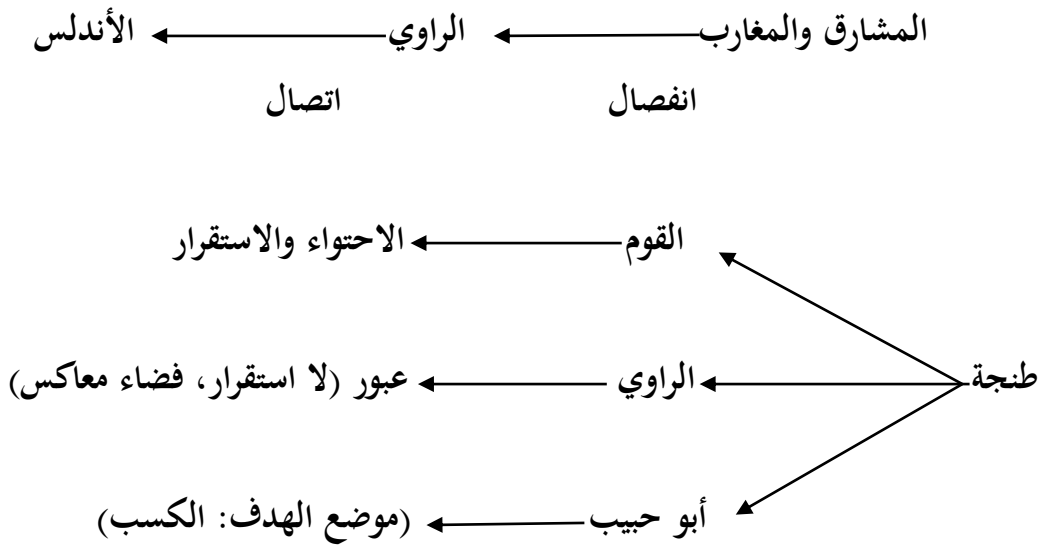 المشارق والمغارب الراوي الأندلس
انفصال اتصال
القوم الاحتواء والاستقرار
طنجة الراوي عبور (لا استقرار، فضاء معاكس)
أبو حبيب (موضع الهدف: الكسب)